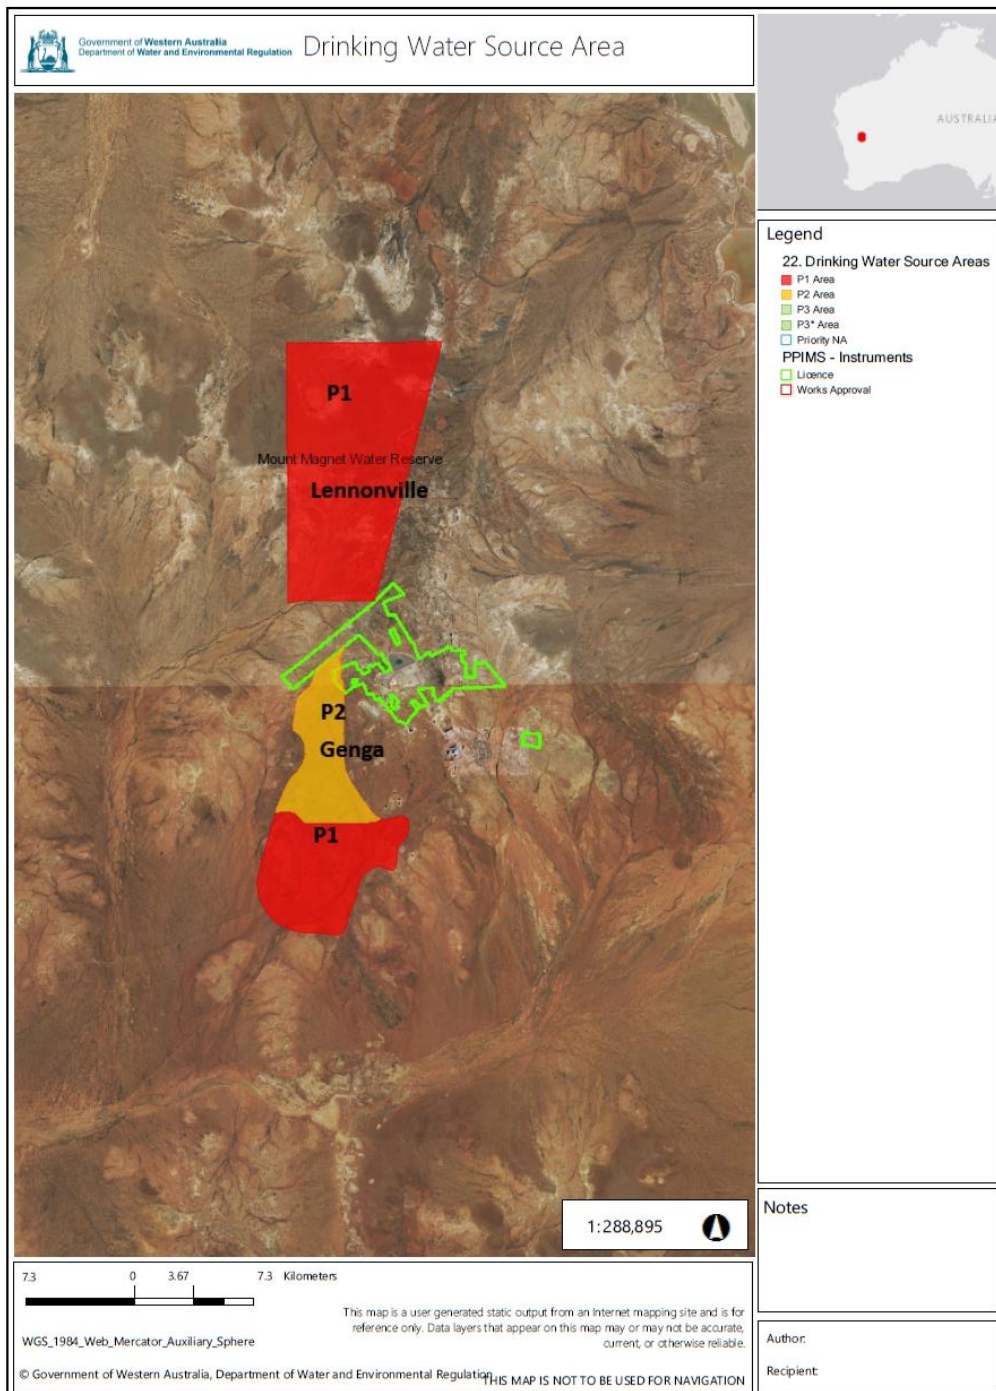 Government of Western Australia
Department of Water and Environmental Regulation
Drinking Water Source Area
AUSTRALIA
Legend
22. Drinking Water Source Areas
P1 Area
P2 Area
P3 Area
P3* Area
Priority NA
PPIMS - Instruments
Licence
Works Approval
P1
Mount Magnet Water Reserve
Lennonville
P2
Genga
P1
1:288,895
Notes
7.3 0 3.67 7.3 Kilometers
This map is a user generated static output from an Internet mapping site and is for
reference only. Data layers that appear on this map may or may not be accurate,
current, or otherwise reliable.
WGS_1984_Web_Mercator_Auxiliary_Sphere
© Government of Western Australia, Department of Water and Environmental Regulation
THIS MAP IS NOT TO BE USED FOR NAVIGATION
Author:
Recipient: